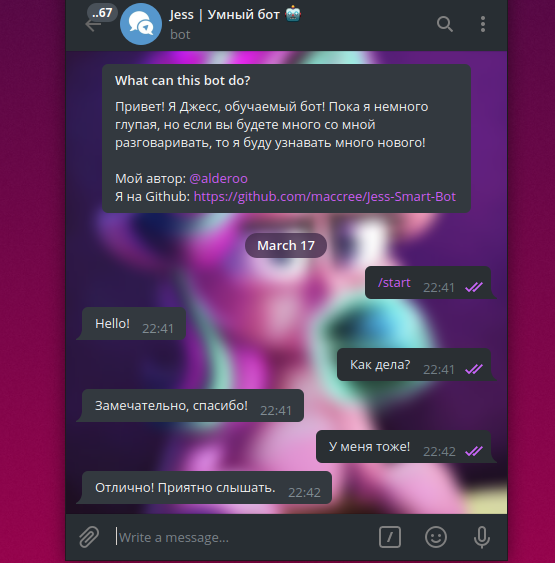 ..67
Jess | Умный бот 🤖
bot
What can this bot do?
Привет! Я Джесс, обучаемый бот! Пока я немного
глупая, но если вы будете много со мной
разговаривать, то я буду узнавать много нового!
Мой автор: @alderoo
Я на Github: https://github.com/maccree/Jess-Smart-Bot
March 17
/start 22:41
Hello! 22:41
Как дела? 22:41
Замечательно, спасибо! 22:41
У меня тоже! 22:42
Отлично! Приятно слышать. 22:42
Write a message...